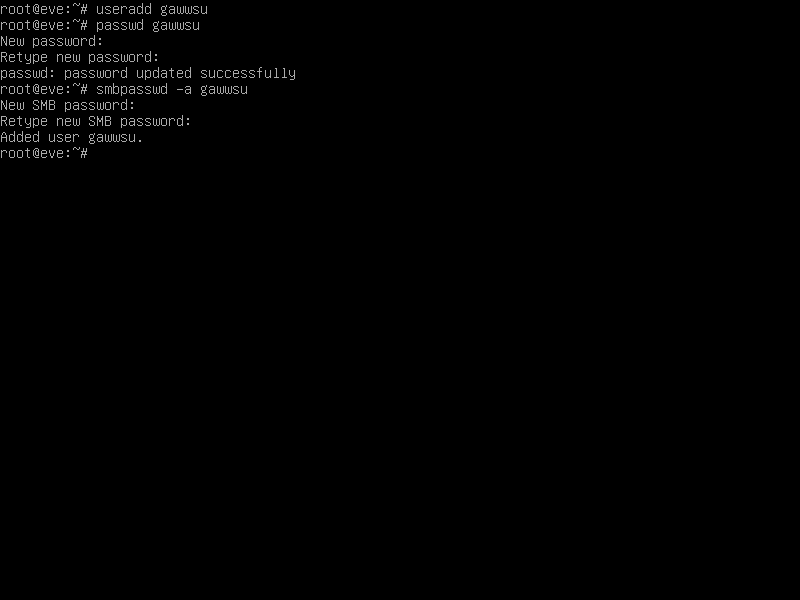 root@eve:~# useradd gawwsu
root@eve:~# passwd gawwsu
New password:
Retype new password:
passwd: password updated successfully
root@eve:~# smbpasswd -a gawwsu
New SMB password:
Retype new SMB password:
Added user gawwsu.
root@eve:~#